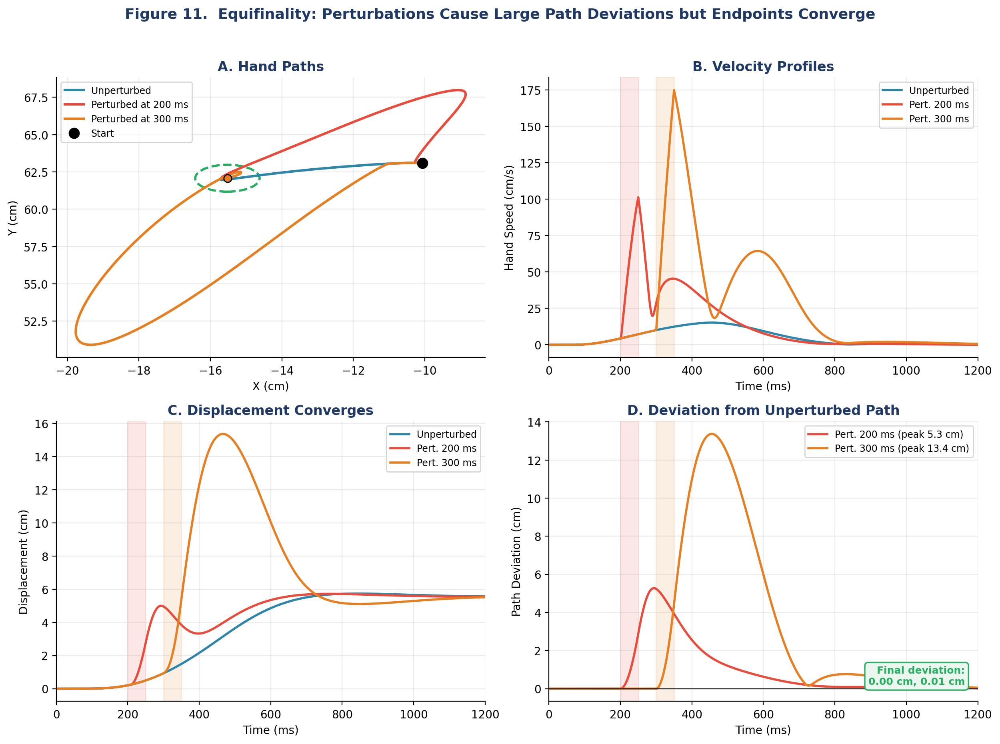 Figure 11.  Equifinality: Perturbations Cause Large Path Deviations but Endpoints Converge
A. Hand Paths
Unperturbed
Perturbed at 200 ms
Perturbed at 300 ms
Start
67.5
65.0
62.5
60.0
57.5
55.0
52.5
Y (cm)
−20
−18
−16
−14
−12
−10
X (cm)
B. Velocity Profiles
Unperturbed
Pert. 200 ms
Pert. 300 ms
175
150
125
100
75
50
25
0
Hand Speed (cm/s)
0
200
400
600
800
1000
1200
Time (ms)
C. Displacement Converges
Unperturbed
Pert. 200 ms
Pert. 300 ms
16
14
12
10
8
6
4
2
0
Displacement (cm)
0
200
400
600
800
1000
1200
Time (ms)
D. Deviation from Unperturbed Path
Pert. 200 ms (peak 5.3 cm)
Pert. 300 ms (peak 13.4 cm)
14
12
10
8
6
4
2
0
Path Deviation (cm)
Final deviation:
0.00 cm, 0.01 cm
0
200
400
600
800
1000
1200
Time (ms)